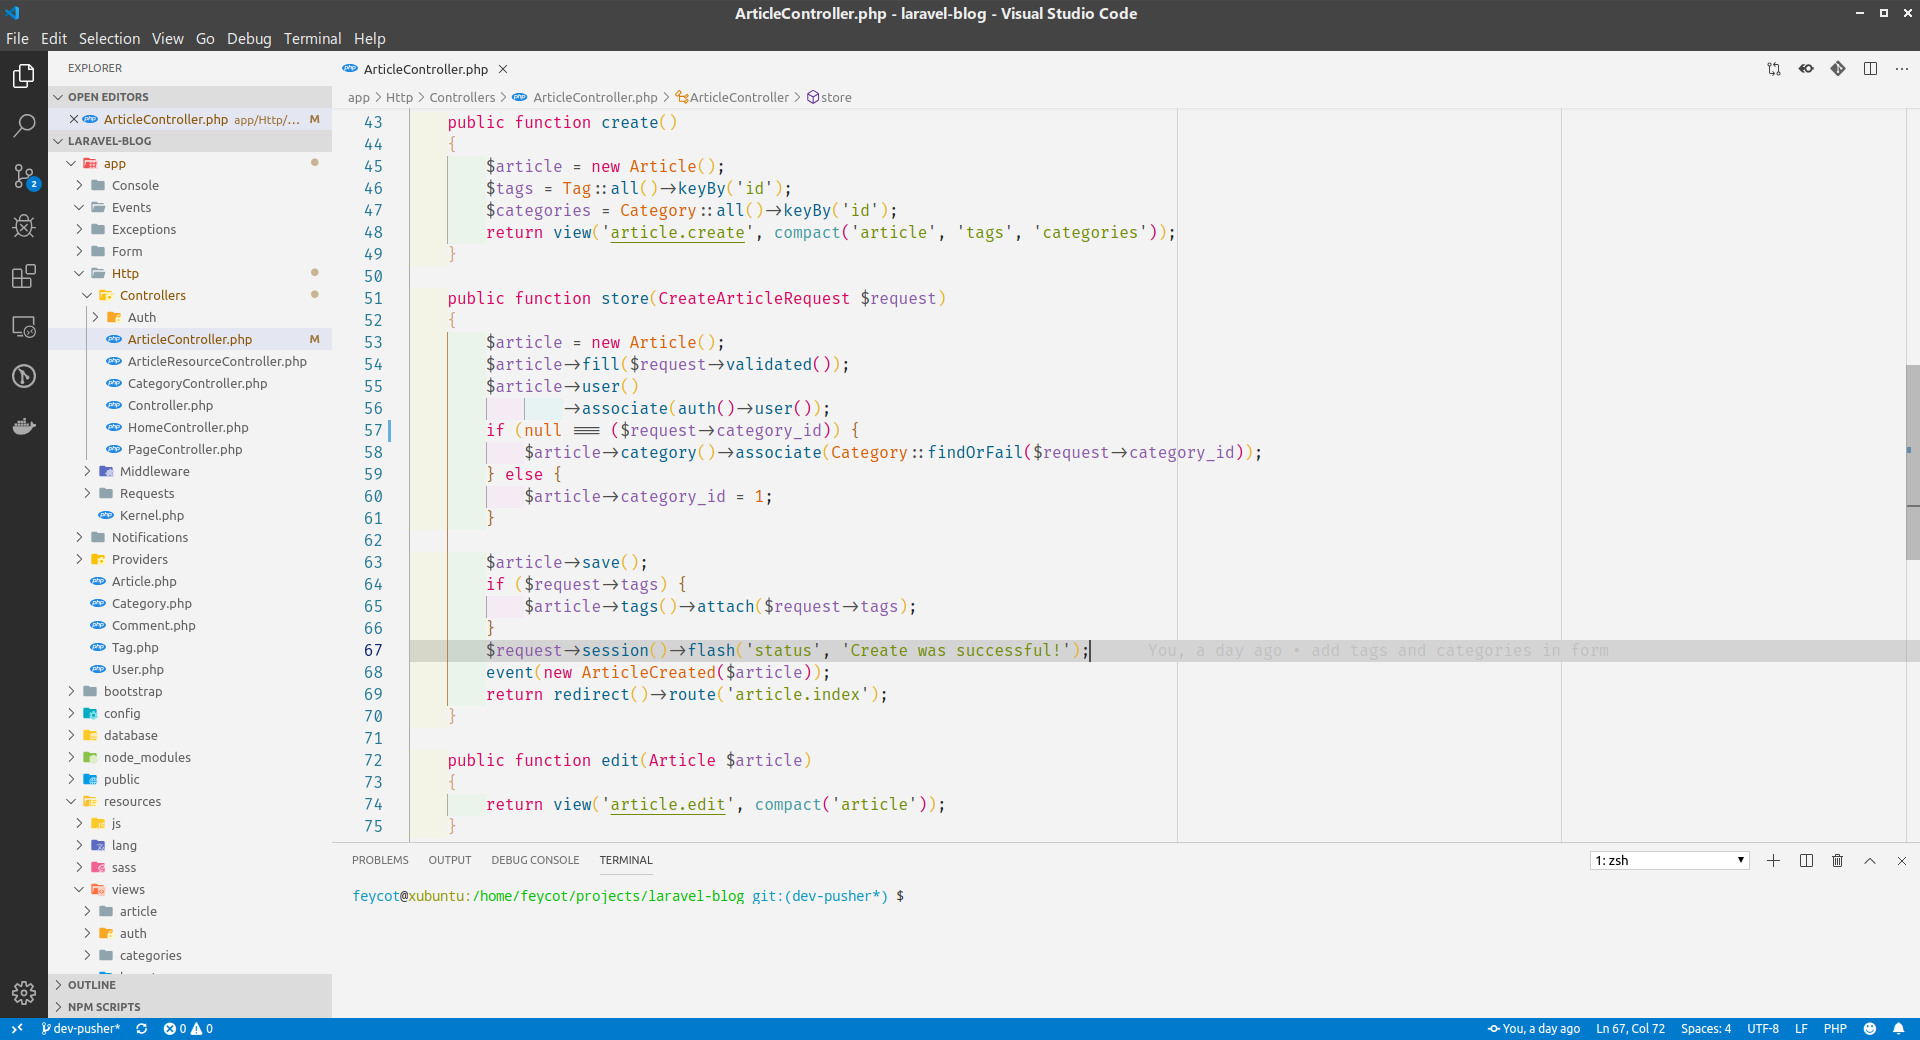 ArticleController.php - laravel-blog - Visual Studio Code
File Edit Selection View Go Debug Terminal Help
EXPLORER
OPEN EDITORS
ArticleController.php app/Http/... M
LARAVEL-BLOG
app
Console
Events
Exceptions
Form
Http
Controllers
Auth
ArticleController.php M
ArticleResourceController.php
CategoryController.php
Controller.php
HomeController.php
PageController.php
Middleware
Requests
Kernel.php
Notifications
Providers
Article.php
Category.php
Comment.php
Tag.php
User.php
bootstrap
config
database
node_modules
public
resources
js
lang
sass
views
article
auth
categories
OUTLINE
NPM SCRIPTS
2
ArticleController.php
app > Http > Controllers > ArticleController.php > ArticleController > store
43 public function create()
44 {
45 $article = new Article();
46 $tags = Tag::all()->keyBy('id');
47 $categories = Category::all()->keyBy('id');
48 return view('article.create', compact('article', 'tags', 'categories'));
49 }
50
51 public function store(CreateArticleRequest $request)
52 {
53 $article = new Article();
54 $article->fill($request->validated());
55 $article->user()
56 ->associate(auth()->user());
57 if (null === ($request->category_id)) {
58 $article->category()->associate(Category::findOrFail($request->category_id));
59 } else {
60 $article->category_id = 1;
61 }
62
63 $article->save();
64 if ($request->tags) {
65 $article->tags()->attach($request->tags);
66 }
67 $request->session()->flash('status', 'Create was successful!'); You, a day ago • add tags and categories in form
68 event(new ArticleCreated($article));
69 return redirect()->route('article.index');
70 }
71
72 public function edit(Article $article)
73 {
74 return view('article.edit', compact('article'));
75 }
PROBLEMS OUTPUT DEBUG CONSOLE TERMINAL
1: zsh
feycot@xubuntu:/home/feycot/projects/laravel-blog git:(dev-pusher*) $
dev-pusher* 0 0
You, a day ago Ln 67, Col 72 Spaces: 4 UTF-8 LF PHP